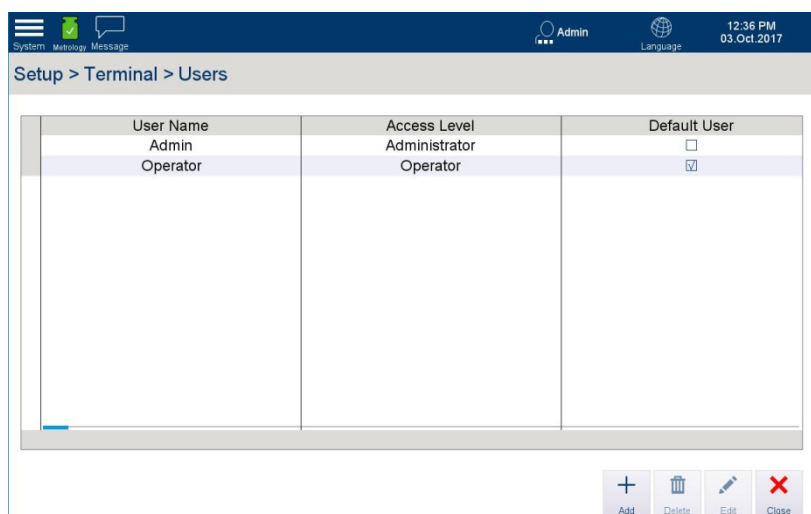 System Metrology Message Admin Language 12:36 PM
03.Oct.2017
Setup > Terminal > Users
User Name Access Level Default User
Admin Administrator
Operator Operator
Add Delete Edit Close